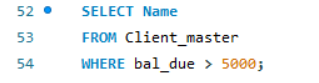 52 SELECT Name
53 FROM Client_master
54 WHERE bal_due > 5000;